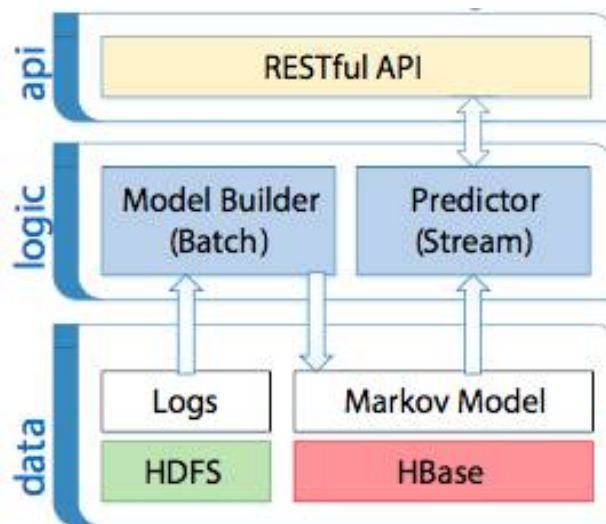 api
RESTful API
logic
Model Builder
(Batch)
Predictor
(Stream)
data
Logs
Markov Model
HDFS
HBase